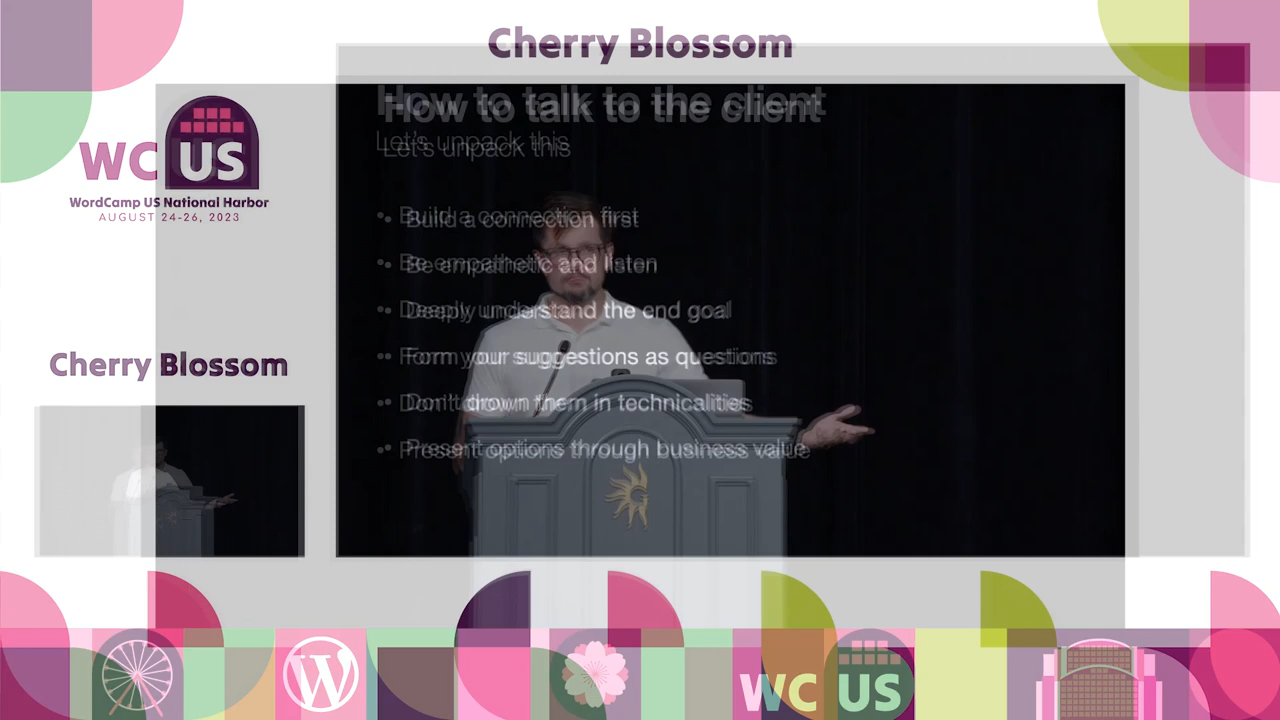 Cherry Blossom
How to talk to the client
Let's unpack this
WC US
WordCamp US National Harbor
AUGUST 24-26, 2023
• Build a connection first
• Be empathetic and listen
• Deeply understand the end goal
• Form your suggestions as questions
Cherry Blossom
• Don't drown them in technicalities
• Present options through business value
WC US